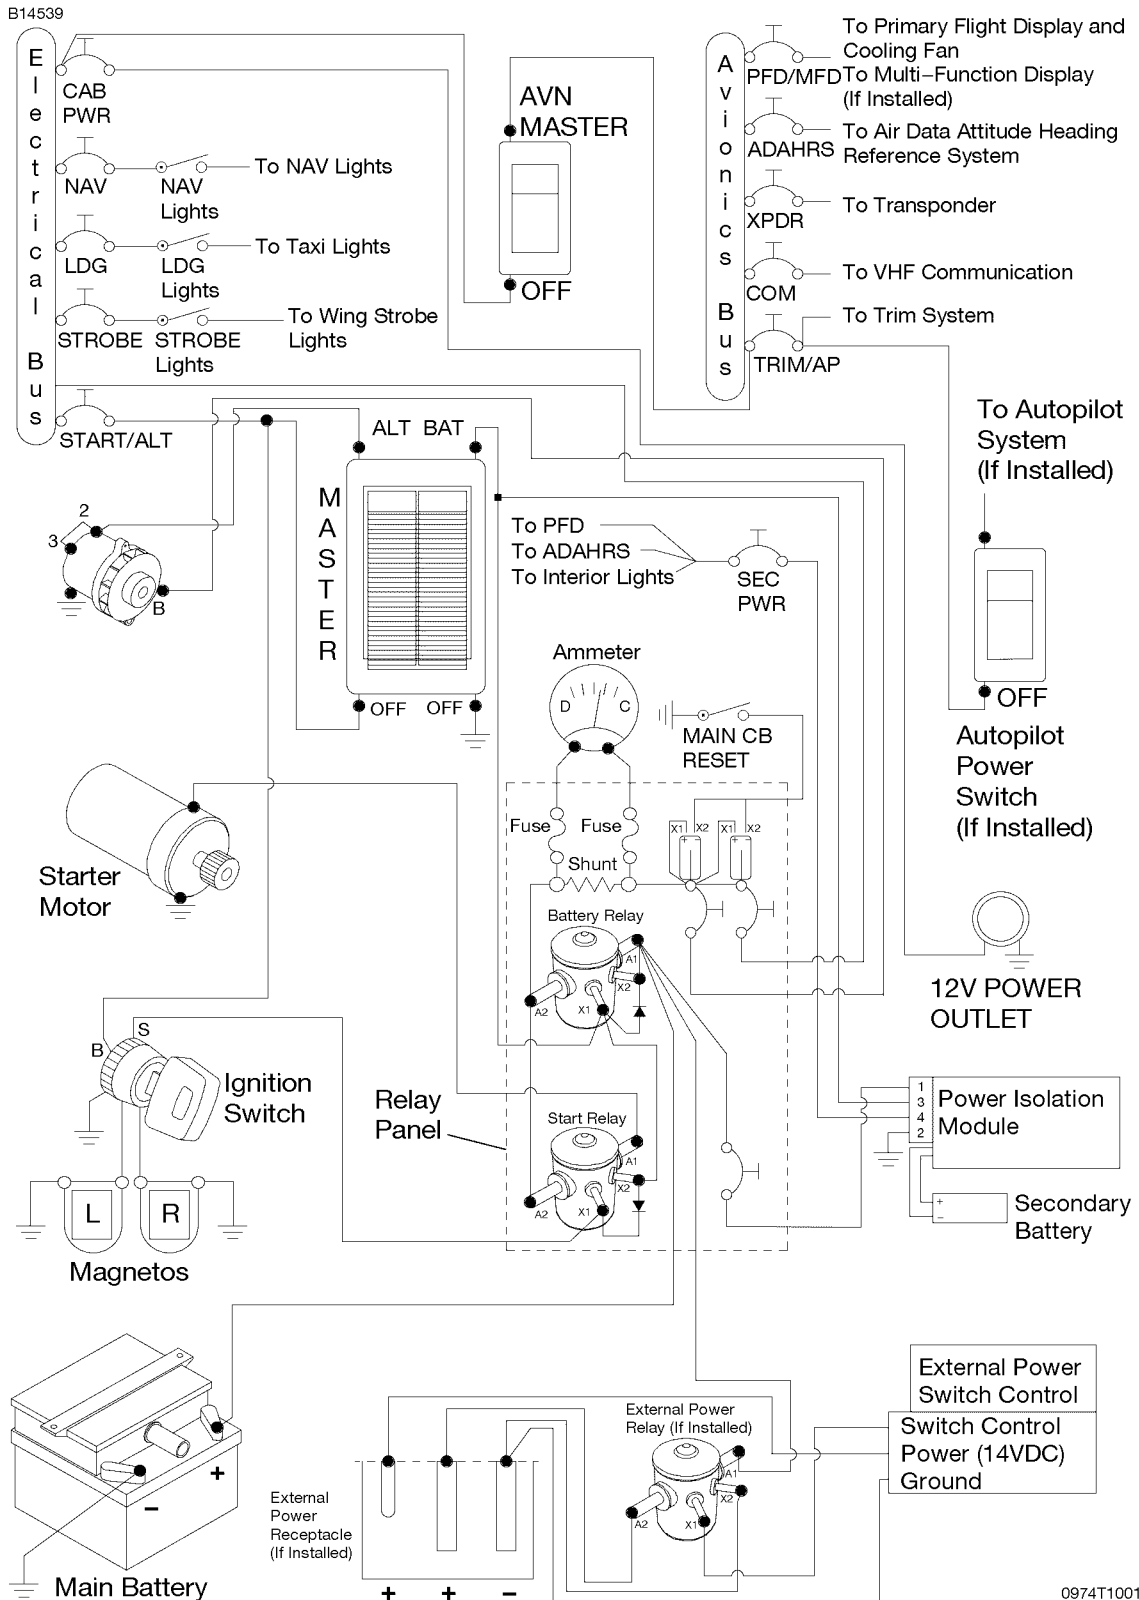 B14539
Electrical Bus
CAB
PWR
NAV
NAV
Lights
To NAV Lights
LDG
LDG
Lights
To Taxi Lights
STROBE
STROBE
Lights
To Wing Strobe
Lights
START/ALT
AVN
MASTER
OFF
Avionics Bus
PFD/MFD
To Primary Flight Display and
Cooling Fan
To Multi-Function Display
(If Installed)
ADAHRS
To Air Data Attitude Heading
Reference System
XPDR
To Transponder
COM
To VHF Communication
TRIM/AP
To Trim System
To Autopilot
System
(If Installed)
OFF
Autopilot
Power
Switch
(If Installed)
ALT BAT
MASTER
OFF OFF
2
3
B
To PFD
To ADAHRS
To Interior Lights
SEC
PWR
Ammeter
D C
MAIN CB
RESET
Fuse Fuse
Shunt
X1 X2 X1 X2
+ +
Starter
Motor
Battery Relay
A1
X2
X1
A2
12V POWER
OUTLET
B
S
Ignition
Switch
Relay
Panel
Start Relay
A1
X2
X1
A2
1
3
4
2
Power Isolation
Module
+
−
Secondary
Battery
L R
Magnetos
+
−
Main Battery
External
Power
Receptacle
(If Installed)
+ + −
External Power
Relay (If Installed)
A1
X2
X1
A2
External Power
Switch Control
Switch Control
Power (14VDC)
Ground
0974T1001